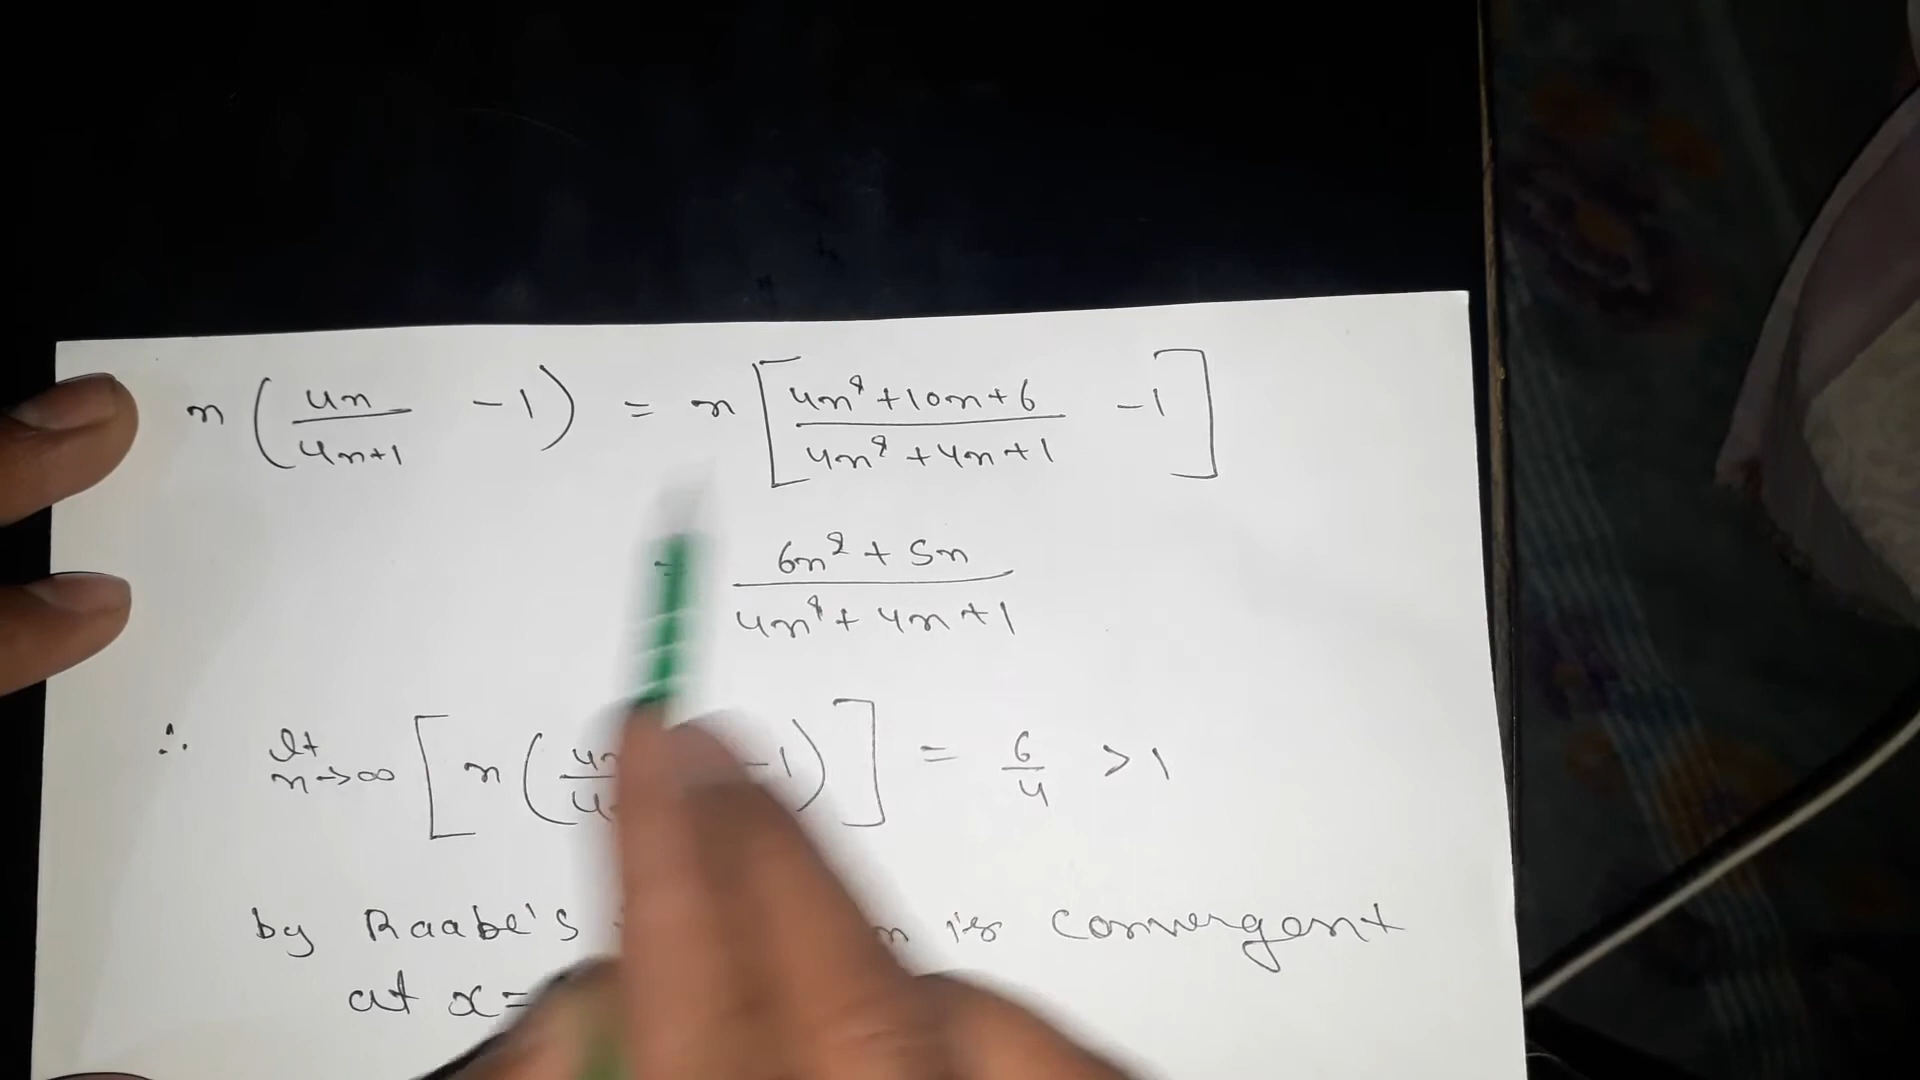 n ( un / un+1 - 1 ) = n [ 4n² + 10n + 6 / 4n² + 4n + 1 - 1 ]
= 6n² + 5n / 4n² + 4n + 1
∴ lt n→∞ [ n ( - 1 ) ] = 6/4 > 1
by Raabe's is convergent
at x =